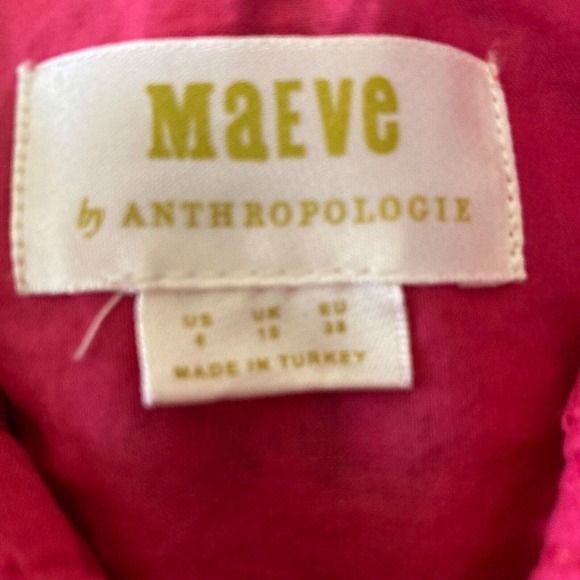 MaEVe
by ANTHROPOLOGIE
US UK EU
6 10 38
MADE IN TURKEY